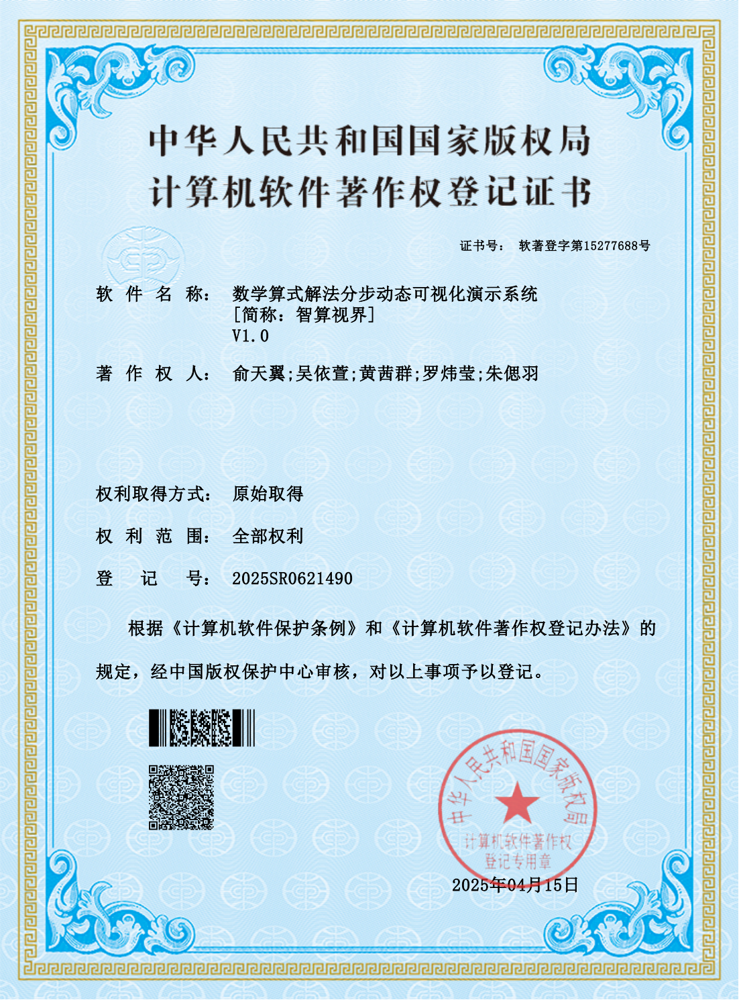 中华人民共和国国家版权局
计算机软件著作权登记证书
证书号： 软著登字第15277688号
软件名称： 数学算式解法分步动态可视化演示系统
[简称：智算视界]
V1.0
著作权人： 俞天翼;吴依萱;黄茜群;罗炜莹;朱偲羽
权利取得方式： 原始取得
权利范围： 全部权利
登记号： 2025SR0621490
根据《计算机软件保护条例》和《计算机软件著作权登记办法》的
规定，经中国版权保护中心审核，对以上事项予以登记。
中华人民共和国国家版权局
计算机软件著作权
登记专用章
2025年04月15日